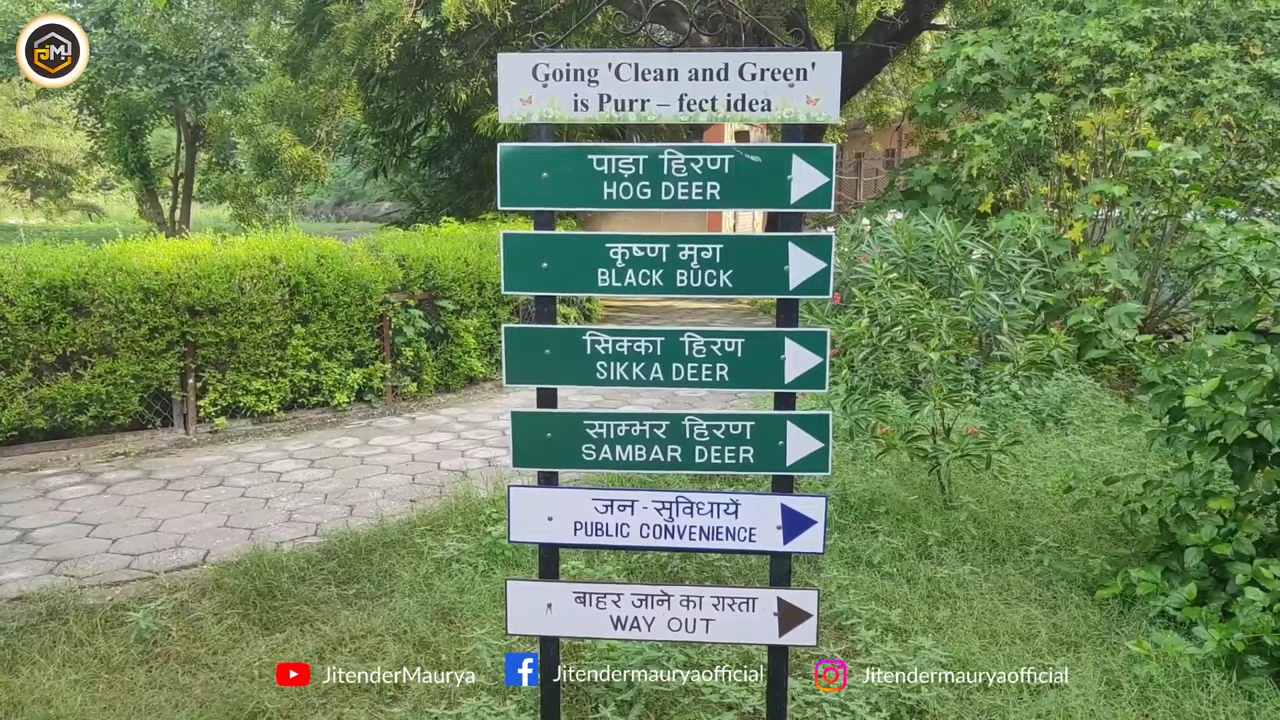 JM!
Going 'Clean and Green'
is Purr – fect idea
पाड़ा हिरण
HOG DEER
कृष्ण मृग
BLACK BUCK
सिक्का हिरण
SIKKA DEER
साम्भर हिरण
SAMBAR DEER
जन - सुविधायें
PUBLIC CONVENIENCE
बाहर जाने का रास्ता
WAY OUT
JitenderMaurya Jitendermauryaofficial Jitendermauryaofficial